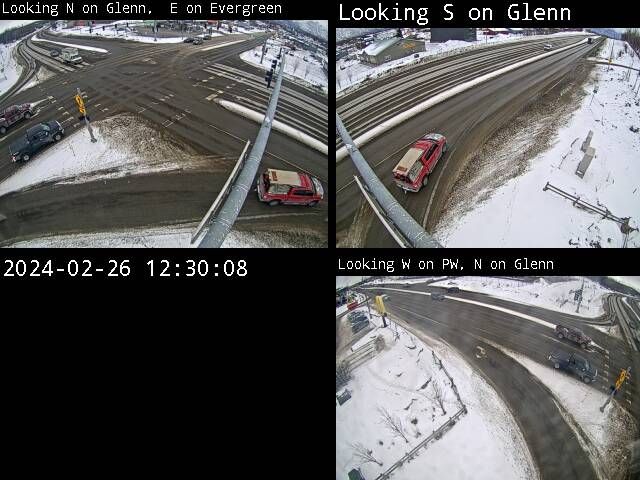 Looking N on Glenn,  E on Evergreen
Looking S on Glenn
2024-02-26 12:30:08
Looking W on PW, N on Glenn